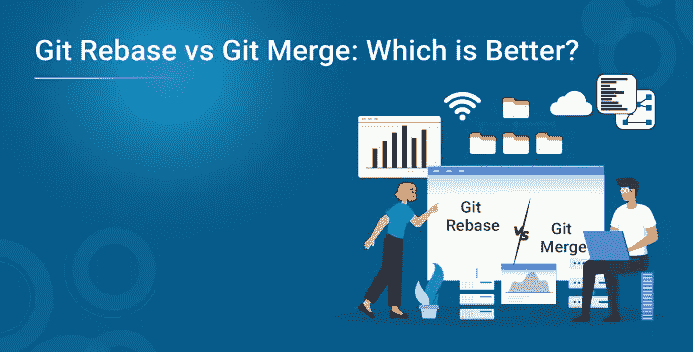 Git Rebase vs Git Merge: Which is Better?
Git
Rebase
vs
Git
Merge